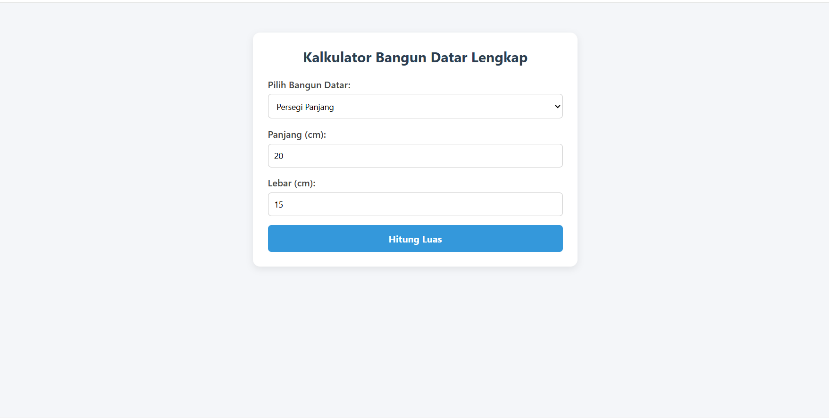 Kalkulator Bangun Datar Lengkap
Pilih Bangun Datar:
Persegi Panjang
Panjang (cm):
20
Lebar (cm):
15
Hitung Luas